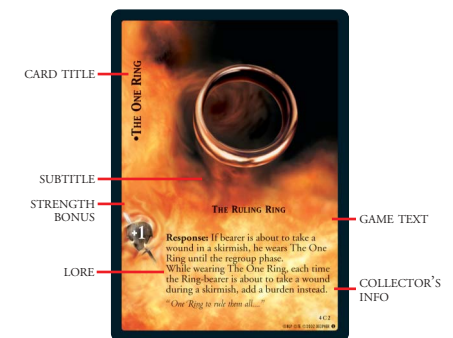 CARD TITLE
•THE ONE RING
SUBTITLE
STRENGTH
BONUS
THE RULING RING
GAME TEXT
+1
Response: If bearer is about to take a
wound in a skirmish, he wears The One
Ring until the regroup phase.
While wearing The One Ring, each time
the Ring-bearer is about to take a wound
during a skirmish, add a burden instead.
LORE
"One Ring to rule them all...."
COLLECTOR'S
INFO
4 C 2